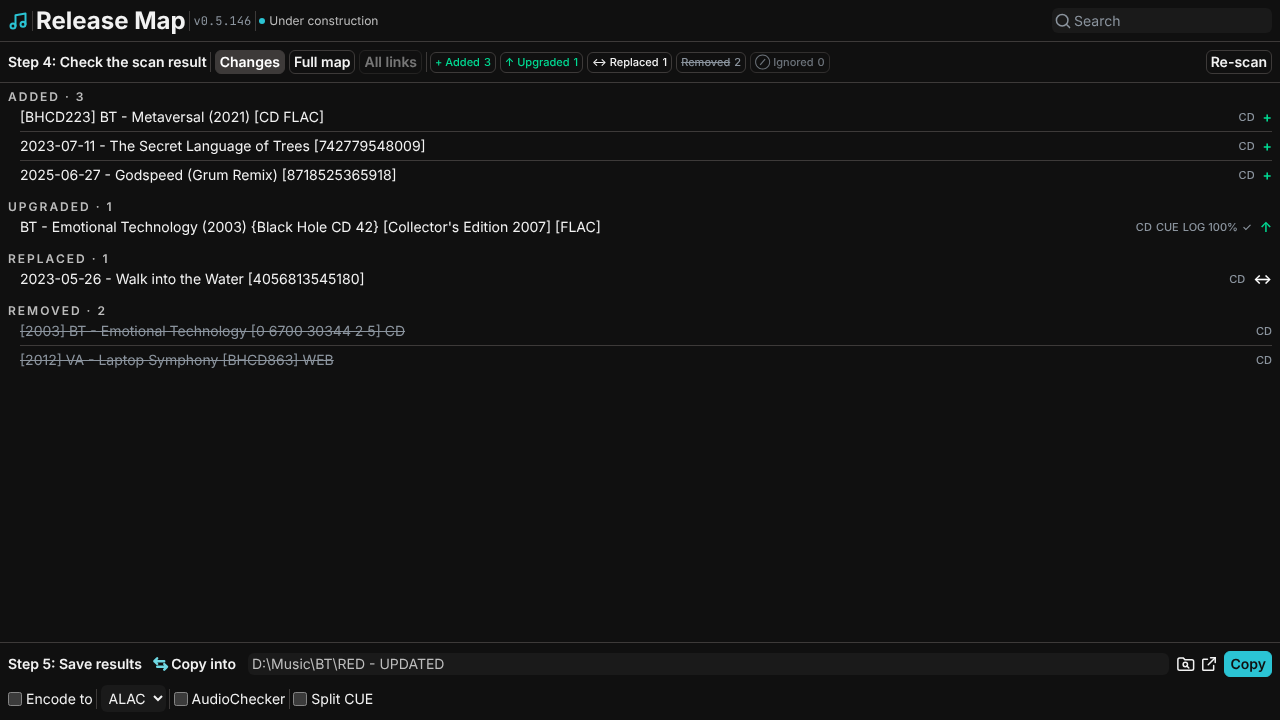 Release Map v0.5.146 Under construction Search
Step 4: Check the scan result Changes Full map All links + Added 3 ↑ Upgraded 1 ↔ Replaced 1 Removed 2 Ignored 0 Re-scan
ADDED · 3
[BHCD223] BT - Metaversal (2021) [CD FLAC] CD +
2023-07-11 - The Secret Language of Trees [742779548009] CD +
2025-06-27 - Godspeed (Grum Remix) [8718525365918] CD +
UPGRADED · 1
BT - Emotional Technology (2003) {Black Hole CD 42} [Collector's Edition 2007] [FLAC] CD CUE LOG 100% ✓ ↑
REPLACED · 1
2023-05-26 - Walk into the Water [4056813545180] CD ↔
REMOVED · 2
[2003] BT - Emotional Technology [0 6700 30344 2 5] CD CD
[2012] VA - Laptop Symphony [BHCD863] WEB CD
Step 5: Save results Copy into D:\Music\BT\RED - UPDATED Copy
Encode to ALAC AudioChecker Split CUE